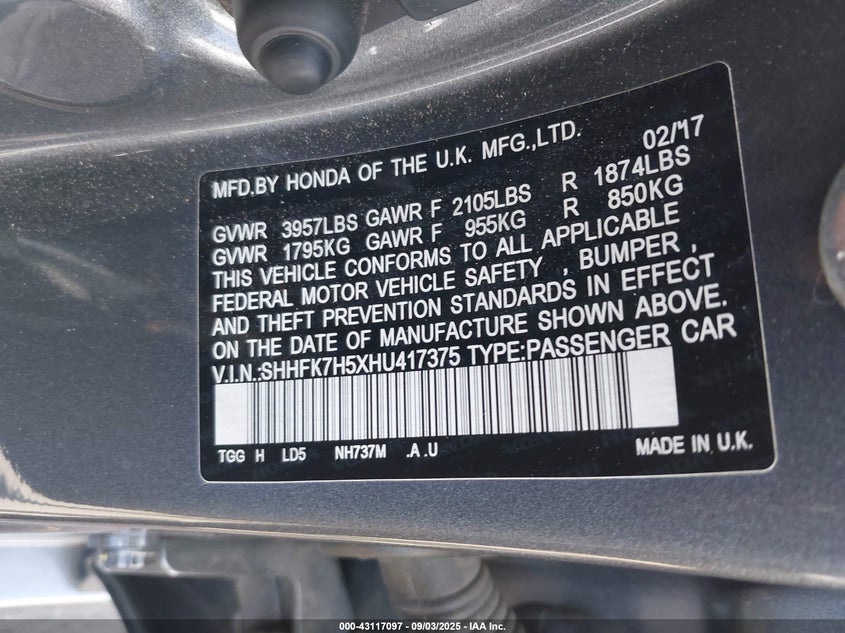 MFD.BY HONDA OF THE U.K. MFG.,LTD. 02/17
GVWR 3957LBS GAWR F 2105LBS R 1874LBS
GVWR 1795KG GAWR F 955KG R 850KG
THIS VEHICLE CONFORMS TO ALL APPLICABLE
FEDERAL MOTOR VEHICLE SAFETY , BUMPER ,
AND THEFT PREVENTION STANDARDS IN EFFECT
ON THE DATE OF MANUFACTURE SHOWN ABOVE.
V.I.N.:SHHFK7H5XHU417375 TYPE:PASSENGER CAR
TGG H LD5 NH737M .A .U MADE IN U.K.
000-43117097 - 09/03/2025 - IAA Inc.